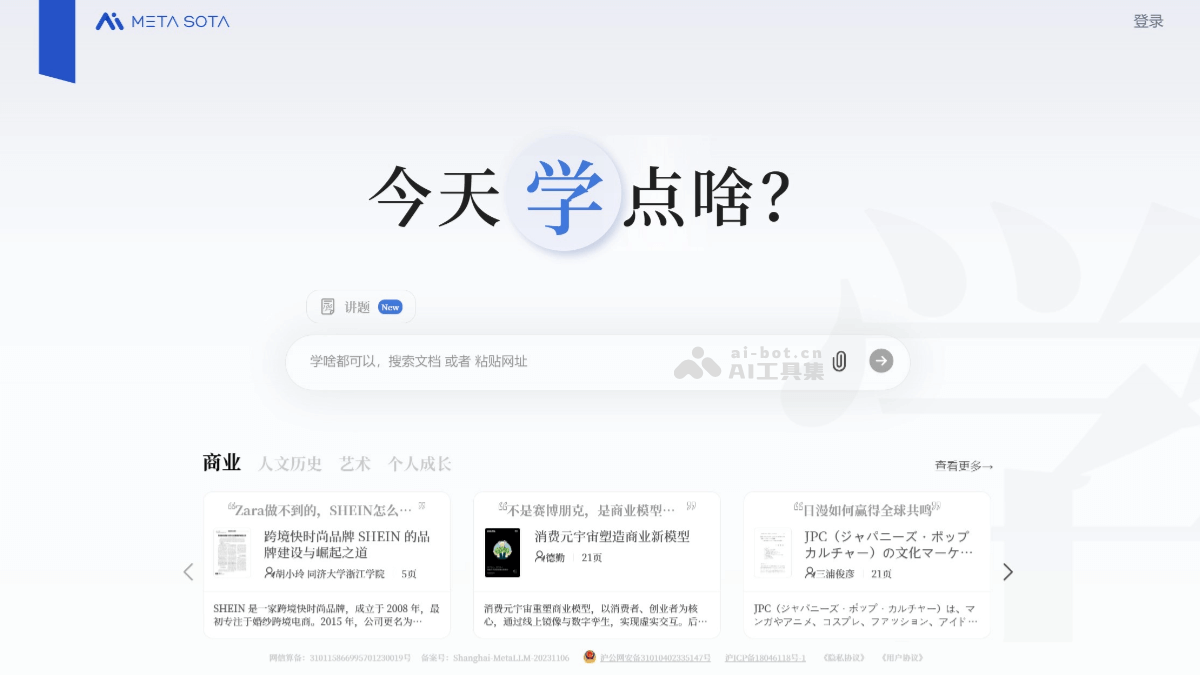 META SOTA
登录
今天学点啥？
讲题 New
学啥都可以，搜索文档 或者 粘贴网址
ai-bot.cn
AI工具集
商业 人文历史 艺术 个人成长
查看更多→
“Zara做不到的，SHEIN怎么…”
跨境快时尚品牌 SHEIN 的品
牌建设与崛起之道
胡小玲 同济大学浙江学院 5页
SHEIN 是一家跨境快时尚品牌，成立于 2008 年，最
初专注于婚纱跨境电商。2015 年，公司更名为…
“不是赛博朋克，是商业模型…”
消费元宇宙塑造商业新模型
德勤 21页
消费元宇宙重塑商业模型，以消费者、创业者为核
心，通过线上镜像与数字孪生，实现虚实交互。后…
“日漫如何赢得全球共鸣”
JPC（ジャパニーズ・ポップ
カルチャー）の文化マーケ…
三浦俊彦 21页
JPC（ジャパニーズ・ポップ・カルチャー）は、マ
ンガやアニメ、コスプレ、ファッション、アイド…
网信算备：310115866995701230019号 备案号：Shanghai-MetaLLM-20231106 沪公网安备31010402335147号 沪ICP备18046118号-1 《隐私协议》 《用户协议》